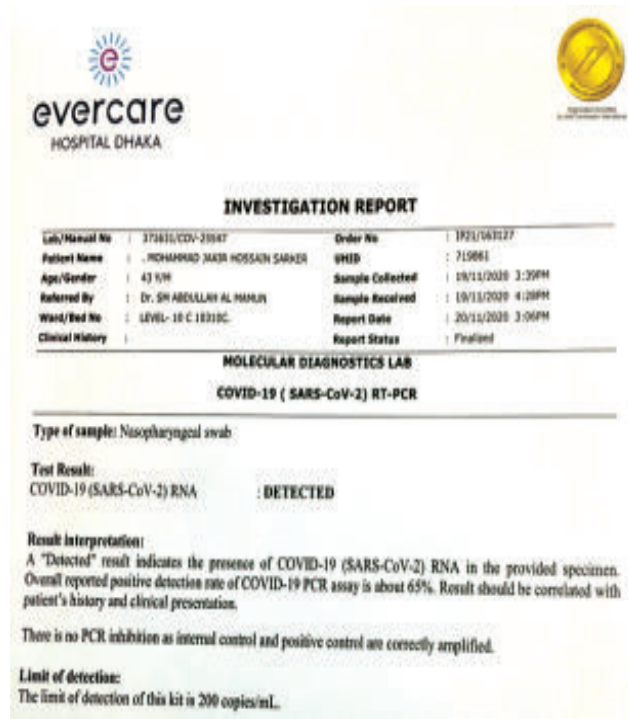 evercare
HOSPITAL DHAKA
INVESTIGATION REPORT
Lab/Manual No :
Order No :
Patient Name : . MOHAMMAD JAKIR HOSSAIN SARKER
UHID : 719861
Age/Gender : 43 Y/M
Sample Collected : 19/11/2020 3:39PM
Referred By : Dr. SM ABDULLAH AL MAMUN
Sample Received : 19/11/2020 4:28PM
Ward/Bed No : LEVEL- 10 C
Report Date : 20/11/2020 3:06PM
Clinical History :
Report Status : Finalized
MOLECULAR DIAGNOSTICS LAB
COVID-19 ( SARS-CoV-2) RT-PCR
Type of sample: Nasopharyngeal swab
Test Result:
COVID-19 (SARS-CoV-2) RNA : DETECTED
Result interpretation:
A "Detected" result indicates the presence of COVID-19 (SARS-CoV-2) RNA in the provided specimen.
Overall reported positive detection rate of COVID-19 PCR assay is about 65%. Result should be correlated with
patient's history and clinical presentation.
There is no PCR inhibition as internal control and positive control are correctly amplified.
Limit of detection:
The limit of detection of this kit is 200 copies/mL.